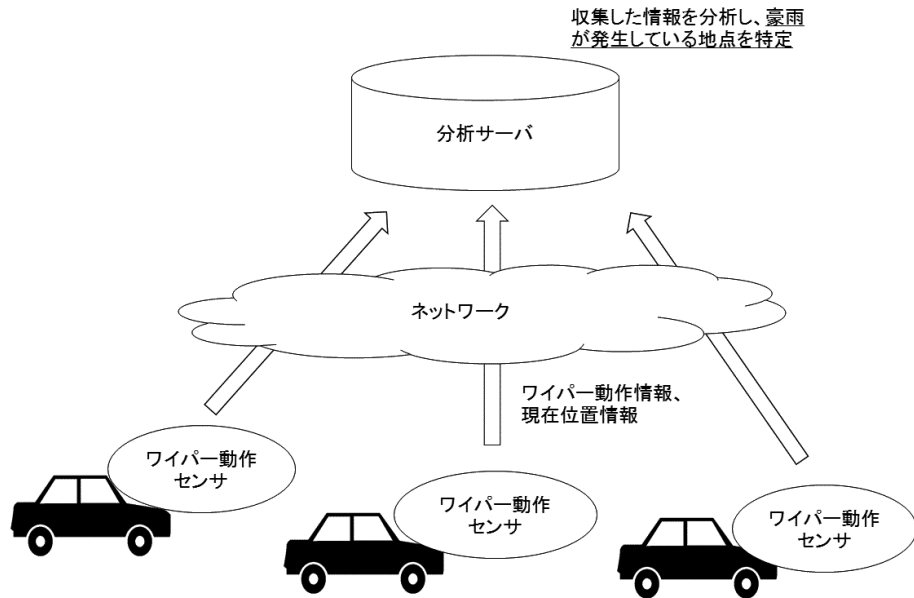 収集した情報を分析し、豪雨
が発生している地点を特定
分析サーバ
ネットワーク
ワイパー動作情報、
現在位置情報
ワイパー動作
センサ
ワイパー動作
センサ
ワイパー動作
センサ